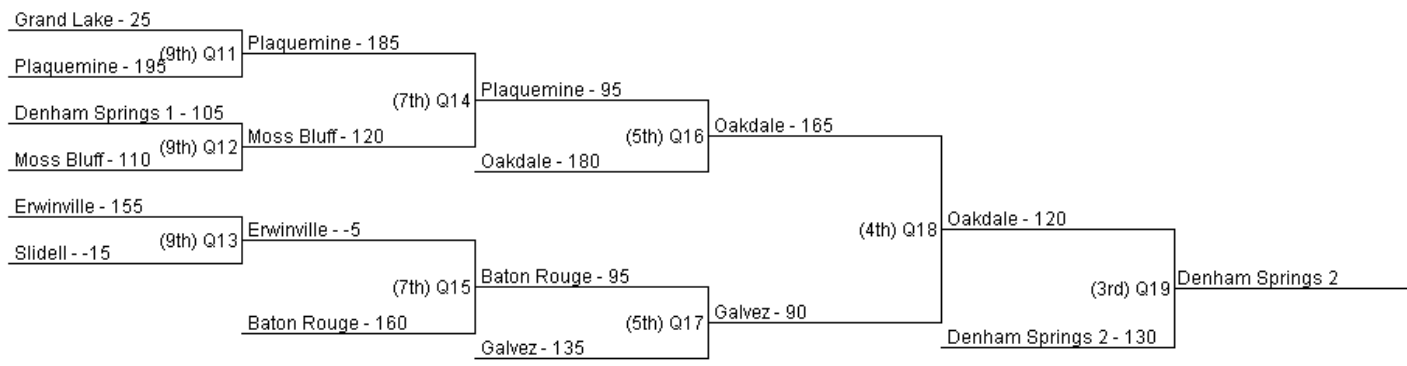 Grand Lake - 25
(9th) Q11
Plaquemine - 195
Plaquemine - 185
Denham Springs 1 - 105
(9th) Q12
Moss Bluff - 110
Moss Bluff - 120
(7th) Q14
Plaquemine - 95
Oakdale - 180
(5th) Q16
Oakdale - 165
Erwinville - 155
(9th) Q13
Slidell - -15
Erwinville - -5
(7th) Q15
Baton Rouge - 160
Baton Rouge - 95
(5th) Q17
Galvez - 135
Galvez - 90
(4th) Q18
Oakdale - 120
(3rd) Q19
Denham Springs 2 - 130
Denham Springs 2